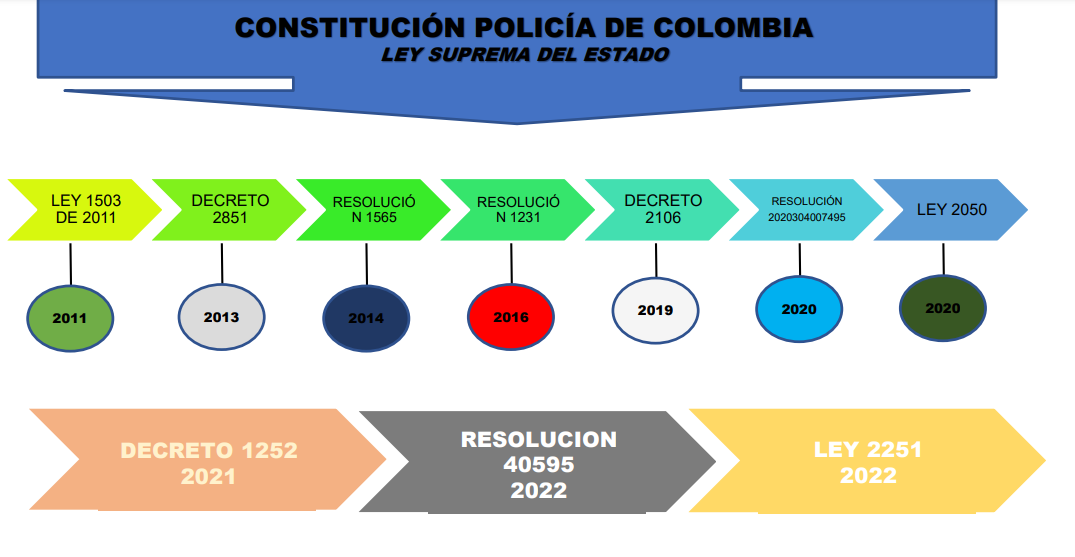 CONSTITUCIÓN POLICÍA DE COLOMBIA
LEY SUPREMA DEL ESTADO
LEY 1503
DE 2011
DECRETO
2851
RESOLUCIÓ
N 1565
RESOLUCIÓ
N 1231
DECRETO
2106
RESOLUCIÓN
2020304007495
LEY 2050
2011
2013
2014
2016
2019
2020
2020
DECRETO 1252
2021
RESOLUCION
40595
2022
LEY 2251
2022